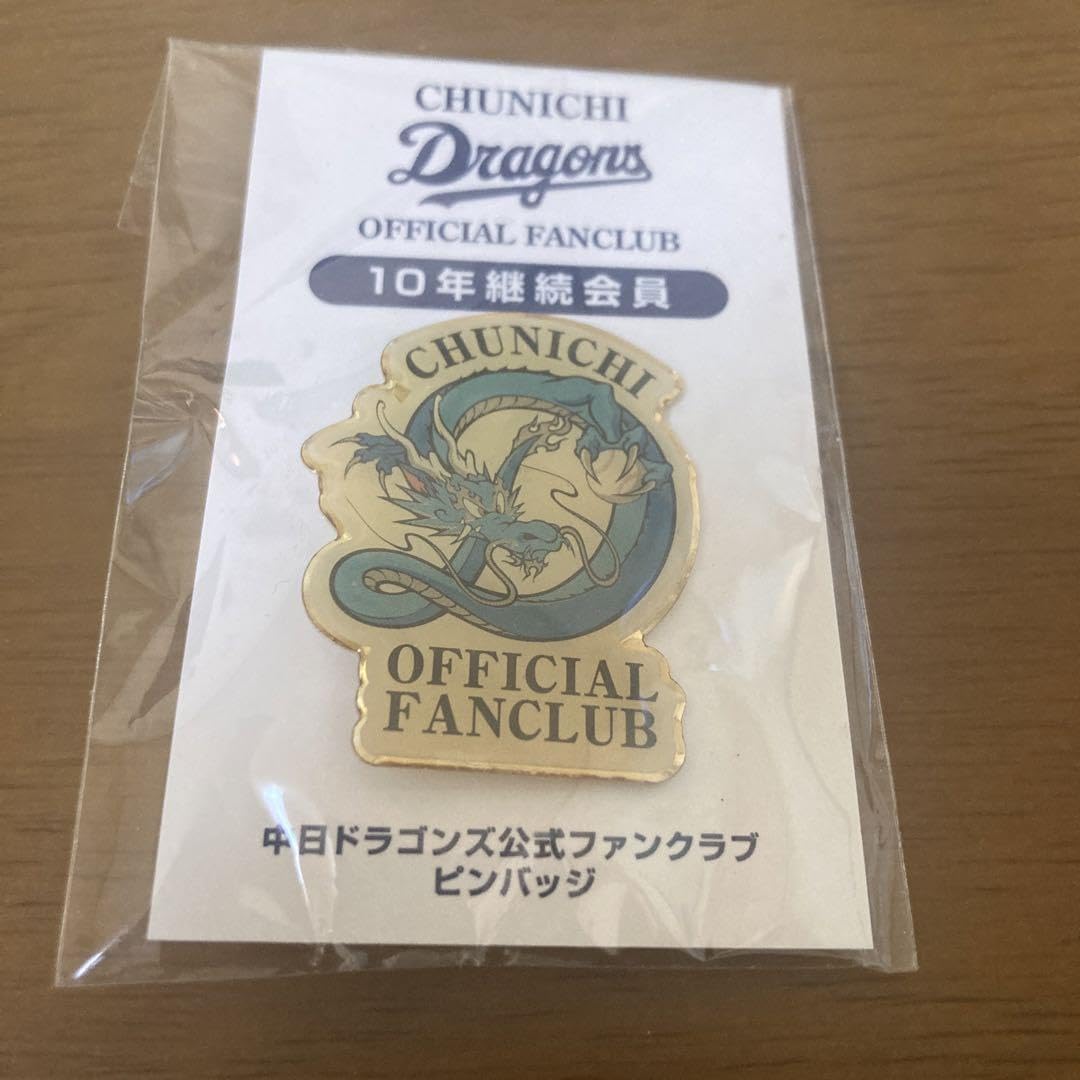 CHUNICHI
Dragons
OFFICIAL FANCLUB
10年継続会員
CHUNICHI
OFFICIAL
FANCLUB
中日ドラゴンズ公式ファンクラブ
ピンバッジ